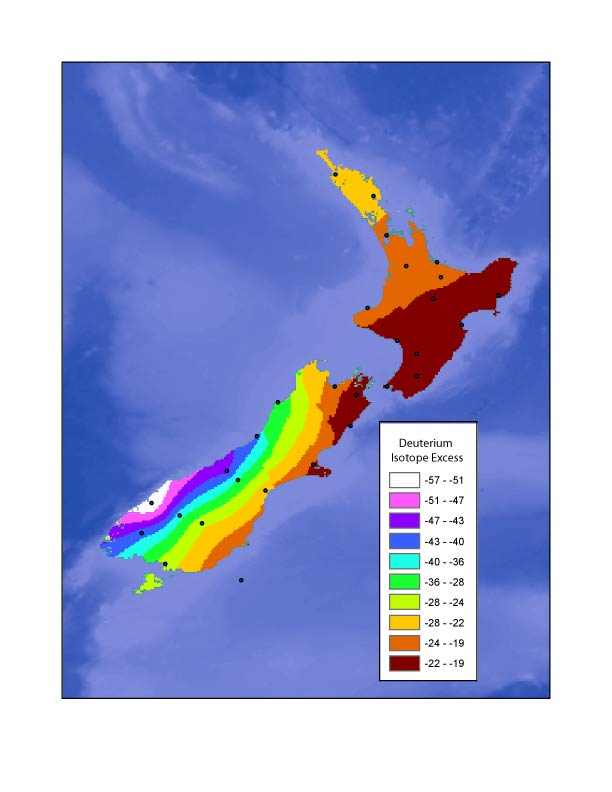 Deuterium
Isotope Excess
-57 - -51
-51 - -47
-47 - -43
-43 - -40
-40 - -36
-36 - -28
-28 - -24
-28 - -22
-24 - -19
-22 - -19